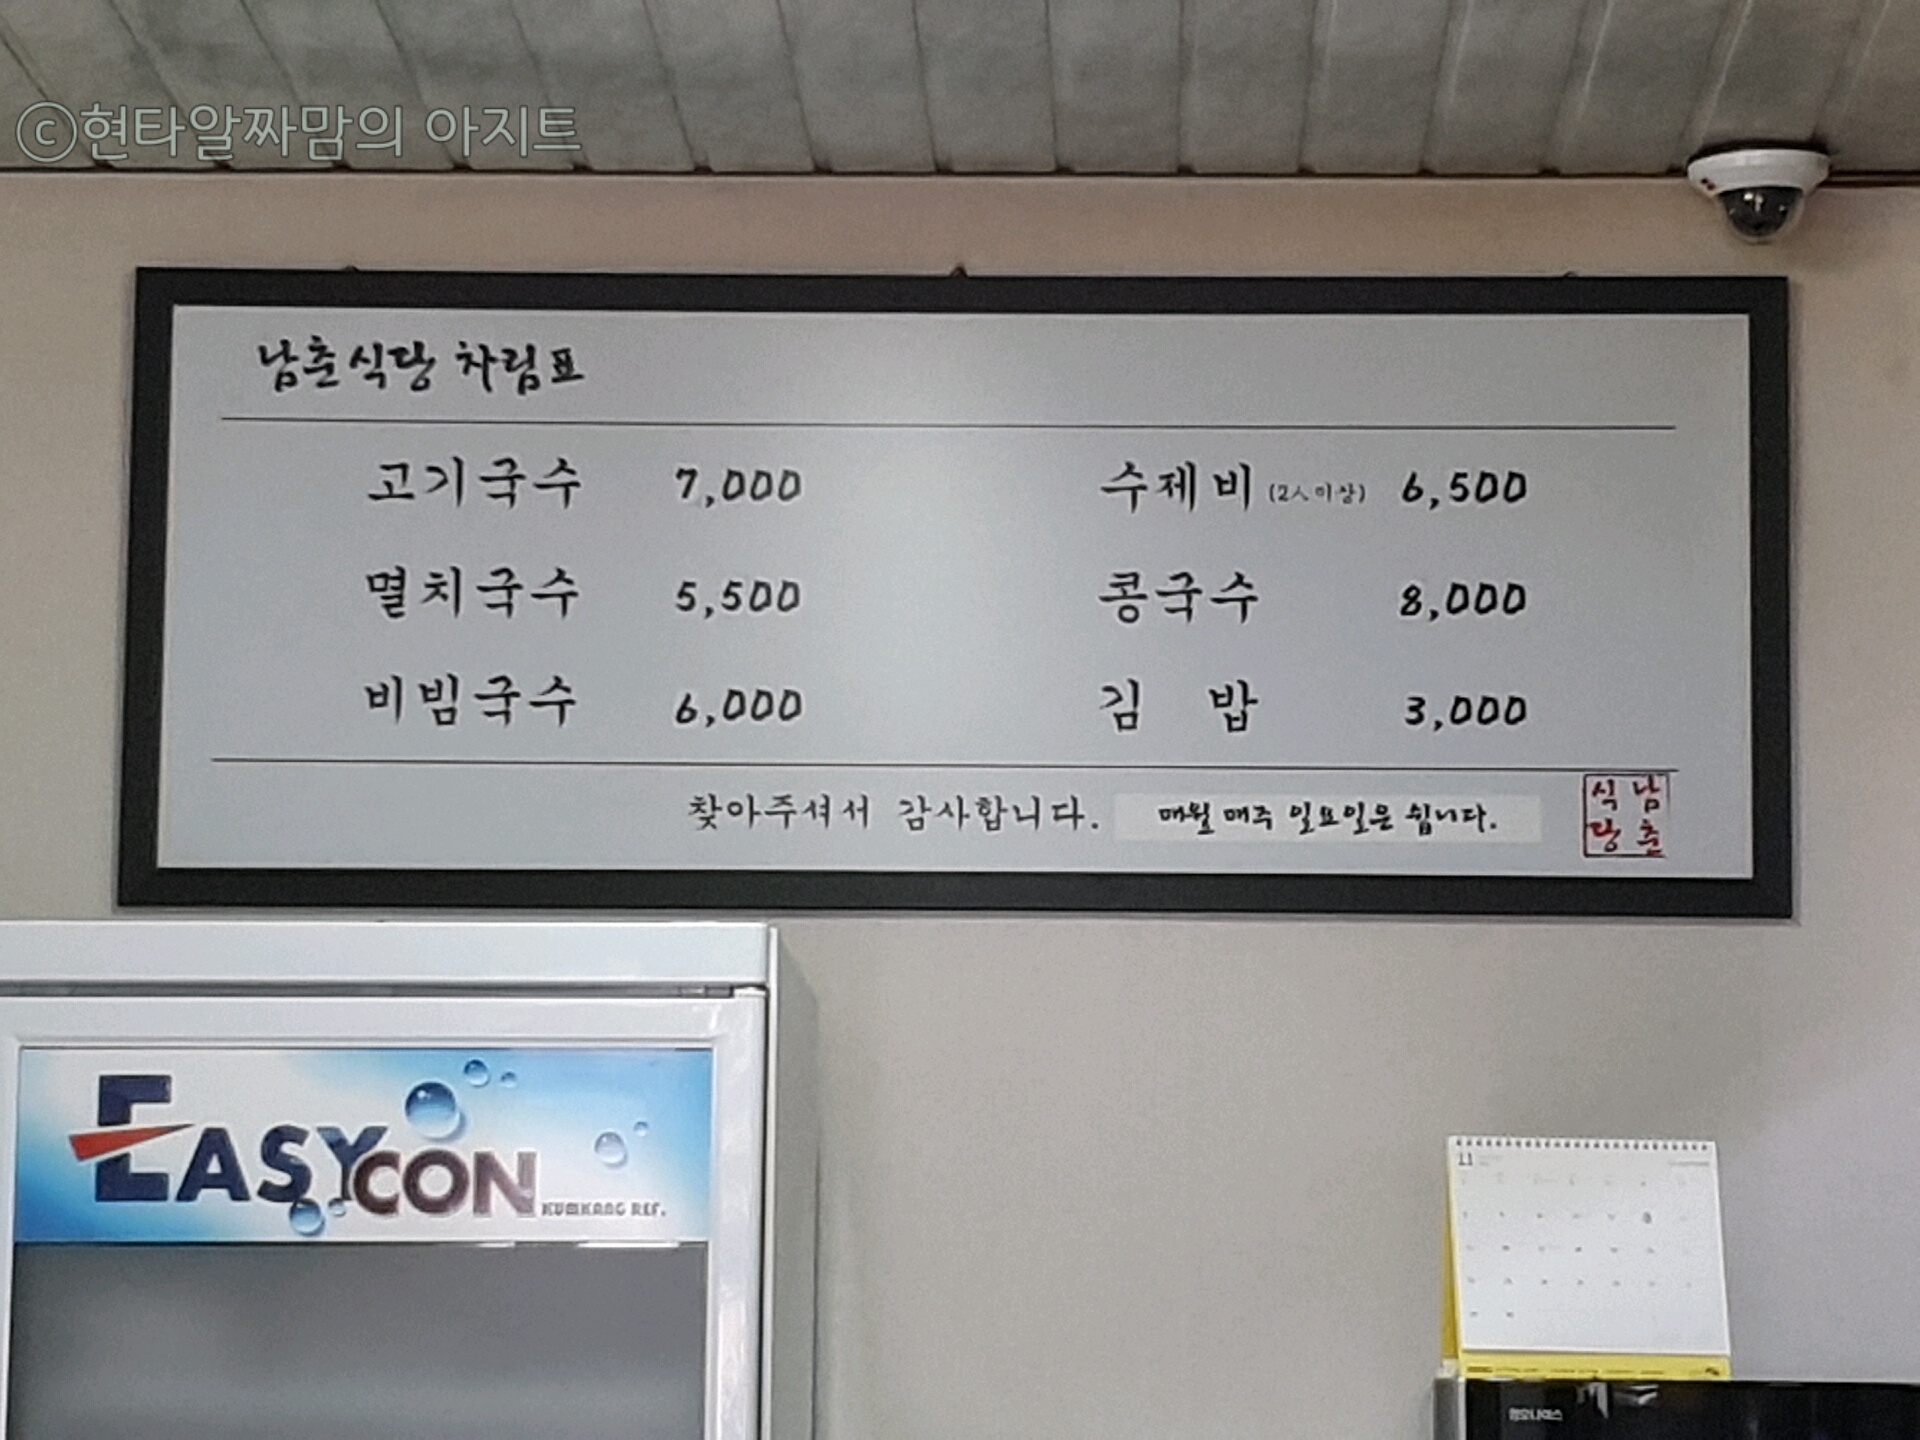 ©현타알짜맘의 아지트
남춘식당 차림표
고기국수 7,000 수제비 (2人이상) 6,500
멸치국수 5,500 콩국수 8,000
비빔국수 6,000 김 밥 3,000
찾아주셔서 감사합니다. 매월 매주 일요일은 쉽니다.
남춘식당
EASYCON
KUMKANG REF.
11